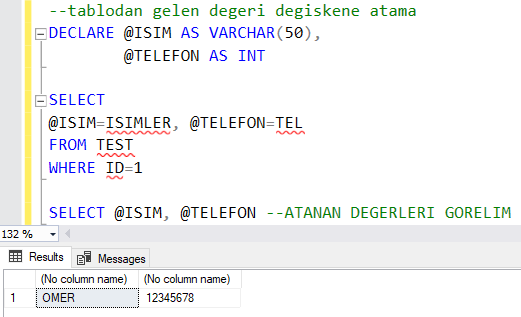 --tablodan gelen degeri degiskene atama
DECLARE @ISIM AS VARCHAR(50),
@TELEFON AS INT
SELECT
@ISIM=ISIMLER, @TELEFON=TEL
FROM TEST
WHERE ID=1
SELECT @ISIM, @TELEFON --ATANAN DEGERLERI GORELIM
132 %
Results Messages
(No column name) (No column name)
1 OMER 12345678